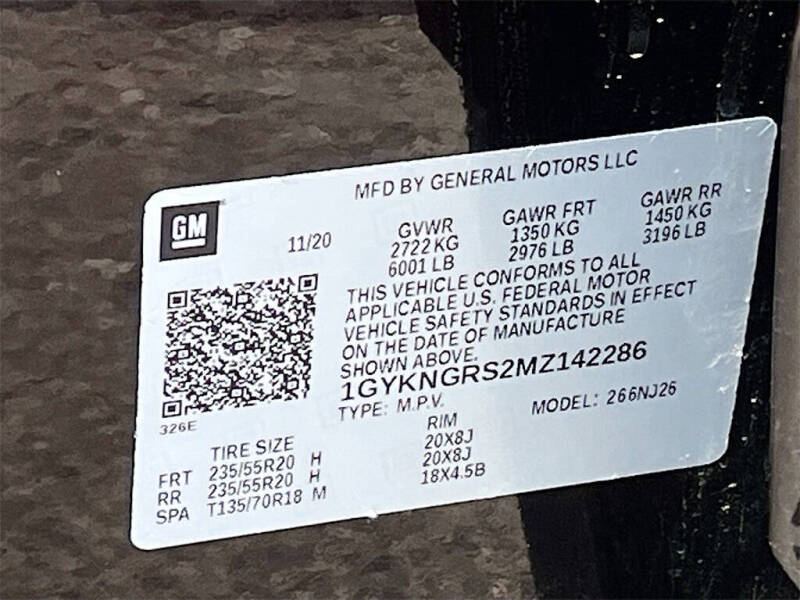 MFD BY GENERAL MOTORS LLC
GM
11/20
GVWR GAWR FRT GAWR RR
2722 KG 1350 KG 1450 KG
6001 LB 2976 LB 3196 LB
THIS VEHICLE CONFORMS TO ALL
APPLICABLE U.S. FEDERAL MOTOR
VEHICLE SAFETY STANDARDS IN EFFECT
ON THE DATE OF MANUFACTURE
SHOWN ABOVE.
1GYKNGRS2MZ142286
TYPE: M.P.V. MODEL: 266NJ26
326E
TIRE SIZE RIM
FRT 235/55R20 H 20X8J
RR 235/55R20 H 20X8J
SPA T135/70R18 M 18X4.5B